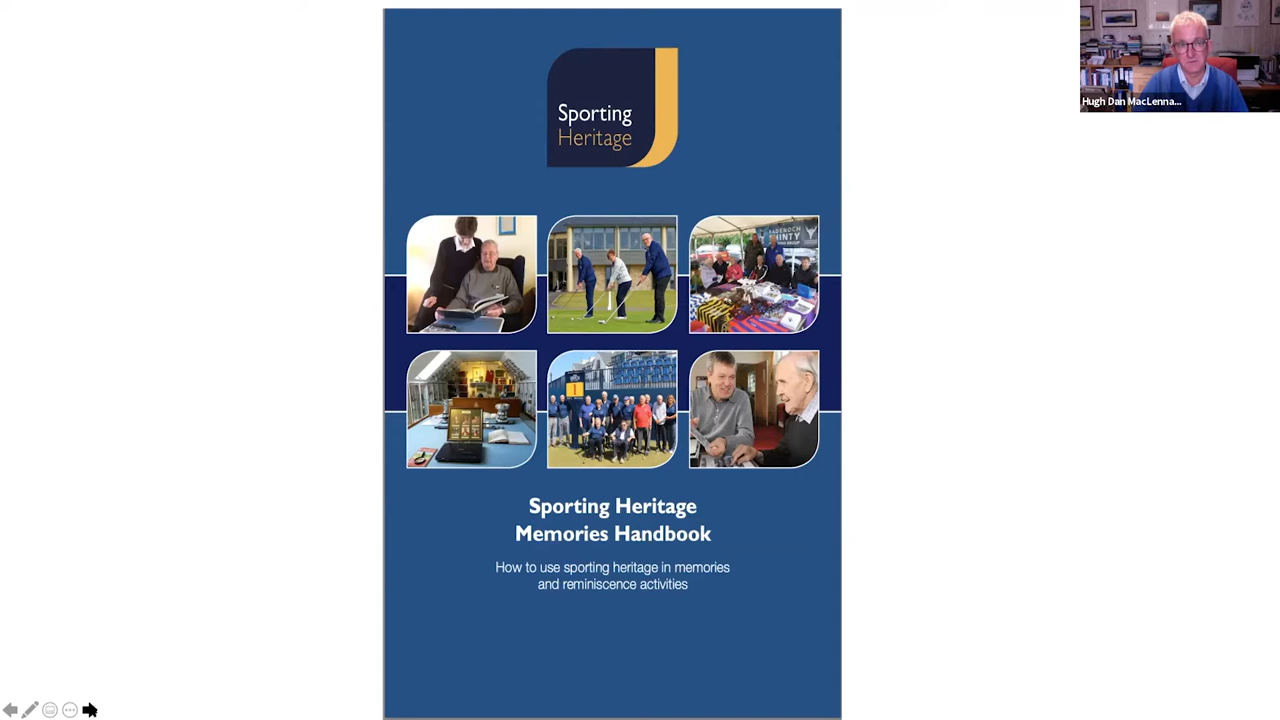 Sporting
Heritage
Hugh Dan MacLenna...
SHINTY
Sporting Heritage
Memories Handbook
How to use sporting heritage in memories
and reminiscence activities